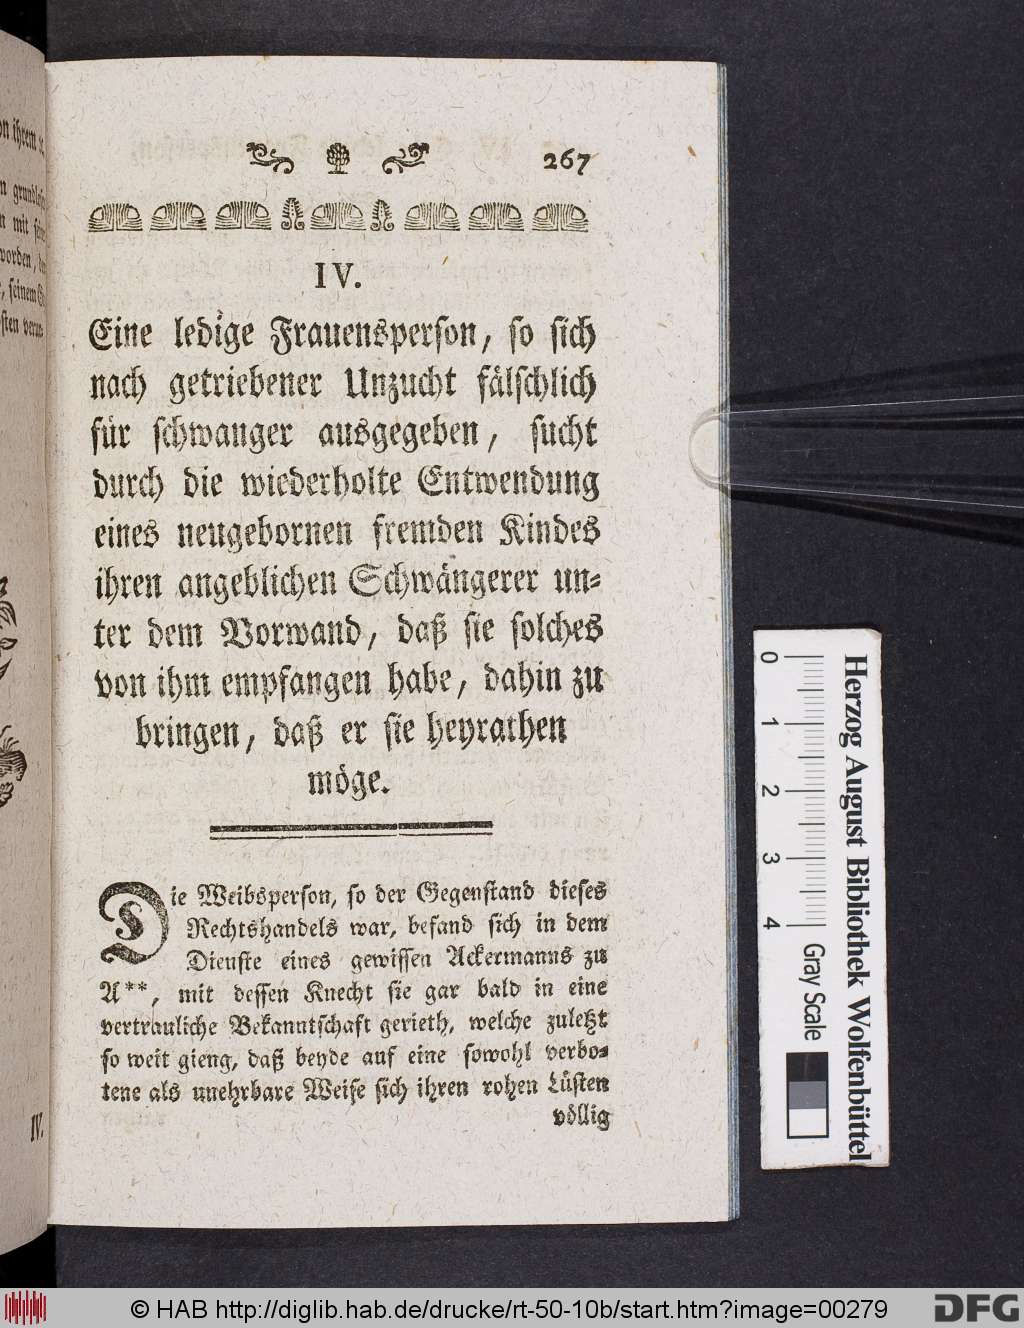 267
IV.
Eine ledige Frauensperson, so sich
nach getriebener Unzucht fälschlich
für schwanger ausgegeben, sucht
durch die wiederholte Entwendung
eines neugebornen fremden Kindes
ihren angeblichen Schwängerer un=
ter dem Vorwand, daß sie solches
von ihm empfangen habe, dahin zu
bringen, daß er sie heyrathen
möge.
Die Weibsperson, so der Gegenstand dieses
Rechtshandels war, befand sich in dem
Dienste eines gewissen Ackermanns zu
A**, mit dessen Knecht sie gar bald in eine
vertrauliche Bekanntschaft gerieth, welche zuletzt
so weit gieng, daß beyde auf eine sowohl verbo=
tene als unehrbare Weise sich ihren rohen Lüsten
völlig
IV.
0 1 2 3 4
Herzog August Bibliothek Wolfenbüttel
Gray Scale
© HAB http://diglib.hab.de/drucke/rt-50-10b/start.htm?image=00279
DFG